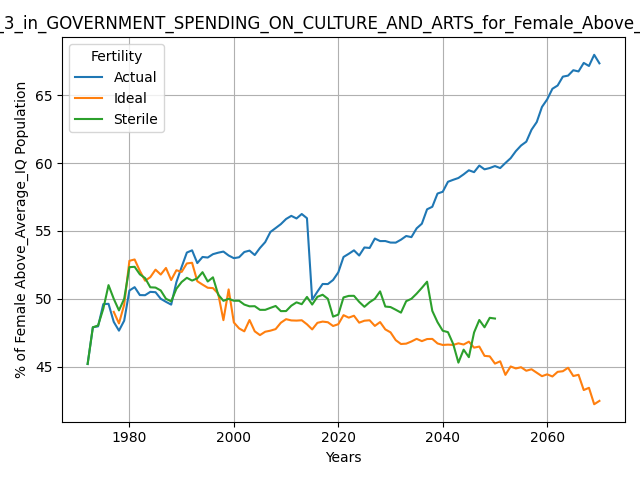 _3_in_GOVERNMENT_SPENDING_ON_CULTURE_AND_ARTS_for_Female_Above_
Fertility
Actual
Ideal
Sterile
% of Female Above_Average_IQ Population
65
60
55
50
45
1980
2000
2020
2040
2060
Years